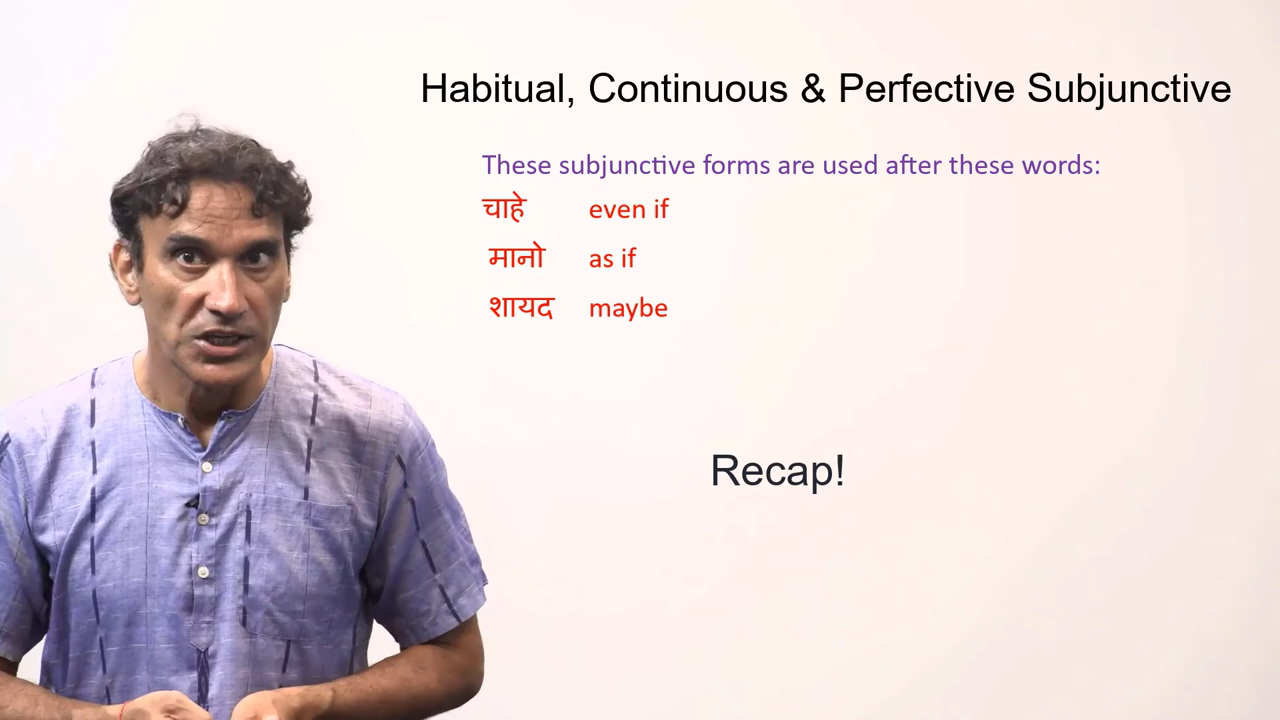 Habitual, Continuous & Perfective Subjunctive
These subjunctive forms are used after these words:
चाहे even if
मानो as if
शायद maybe
Recap!